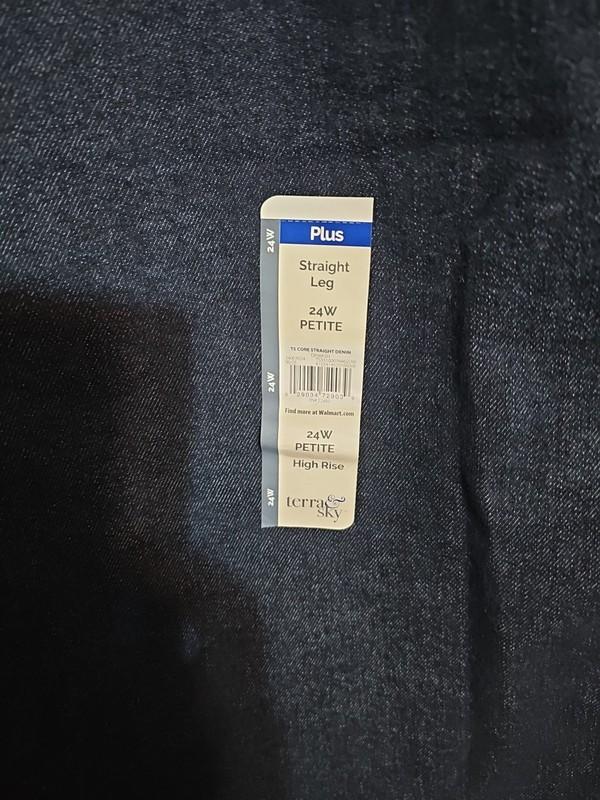 Plus
24W
Straight
Leg
24W
PETITE
TS CORE STRAIGHT DENIM
24W
Find more at Walmart.com
24W
PETITE
High Rise
24W
terra & sky